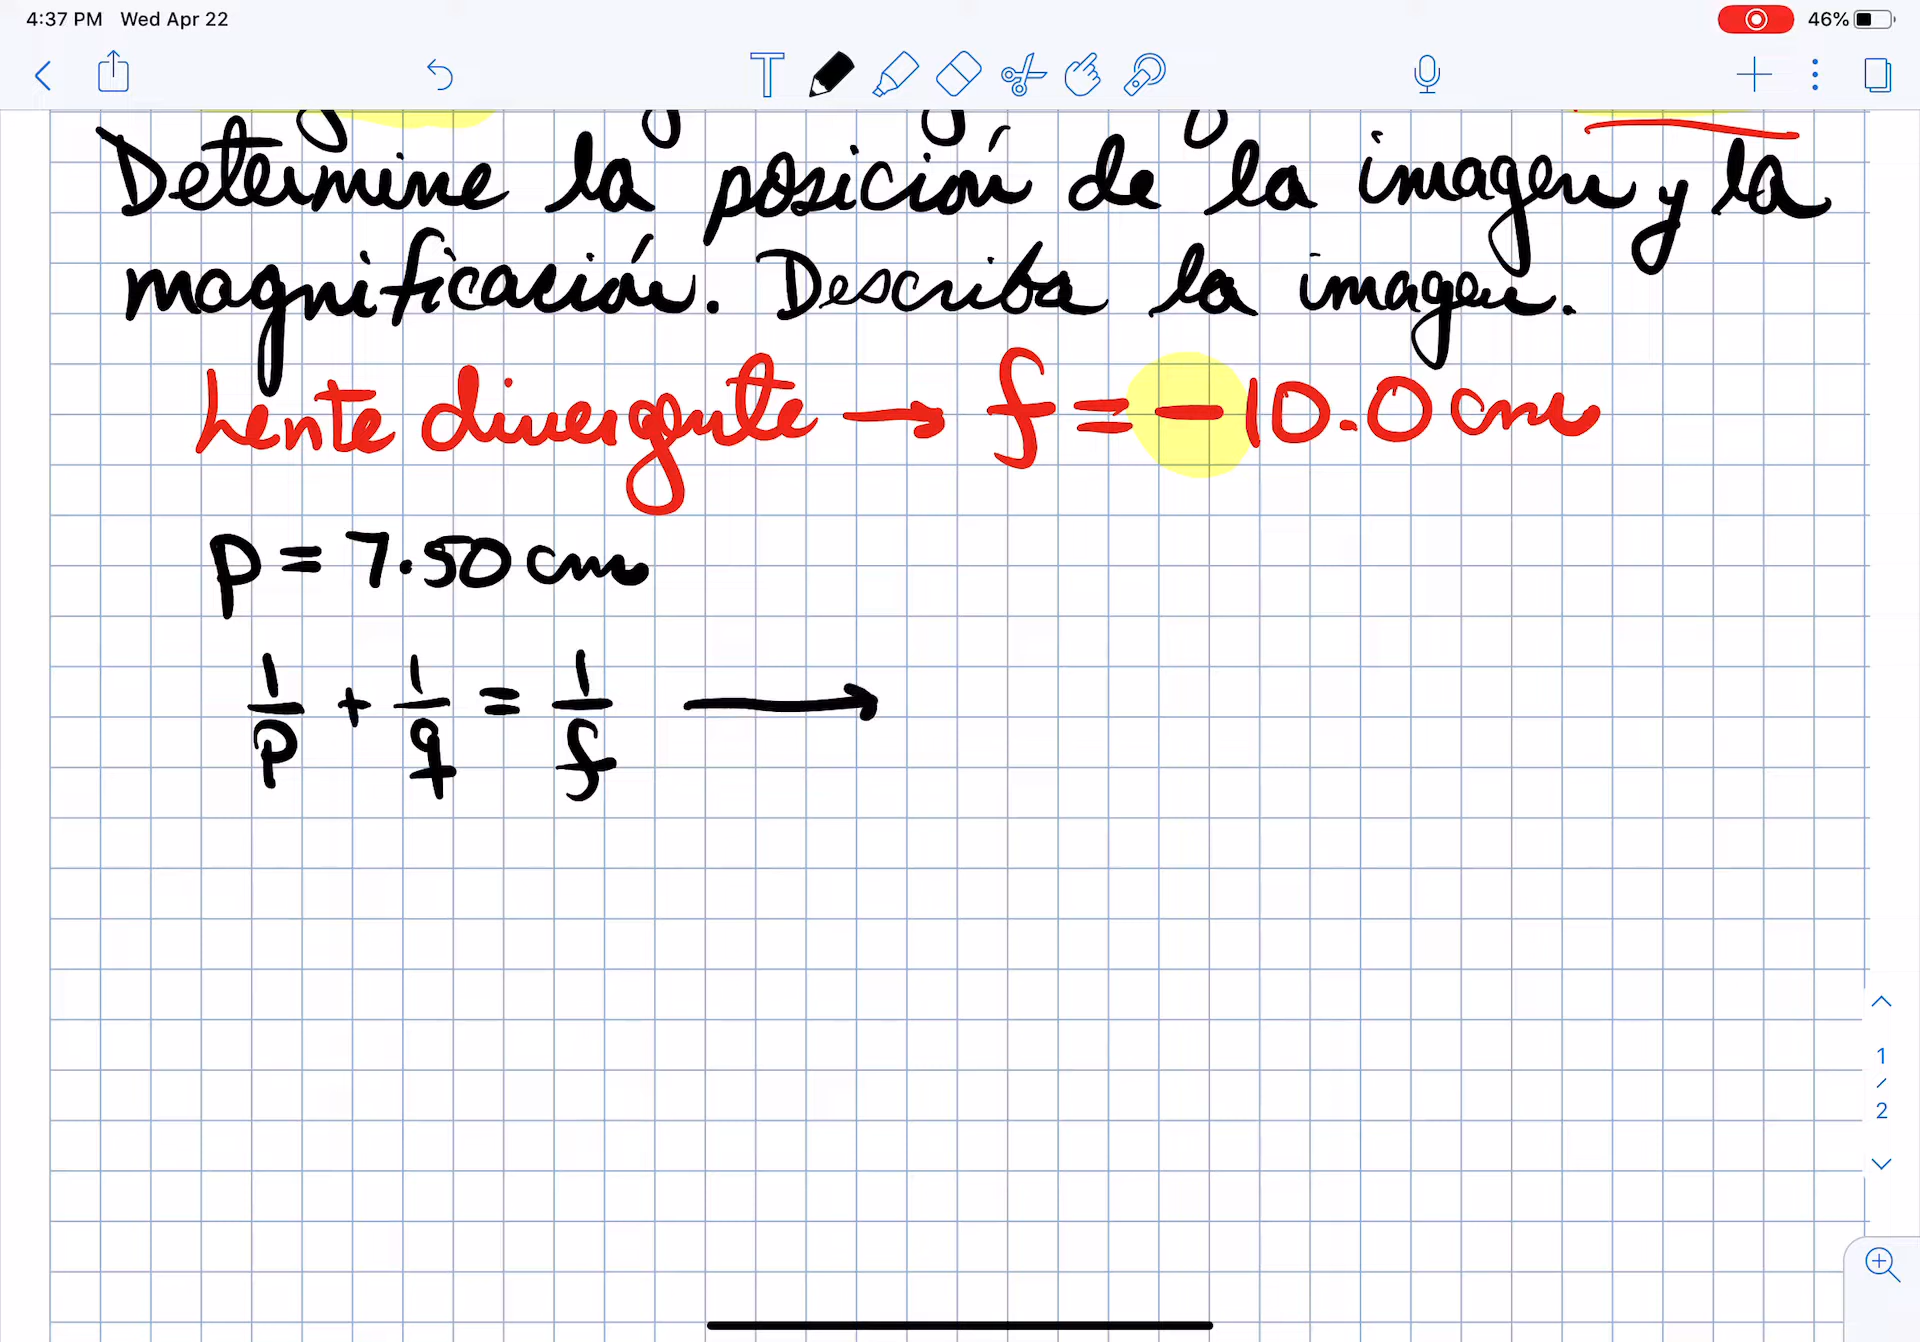 4:37 PM Wed Apr 22 46%
Determine la posición de la imagen y la
magnificación. Describa la imagen.
Lente divergente → f = -10.0 cm
p = 7.50 cm
1/p + 1/q = 1/f →
1
/
2